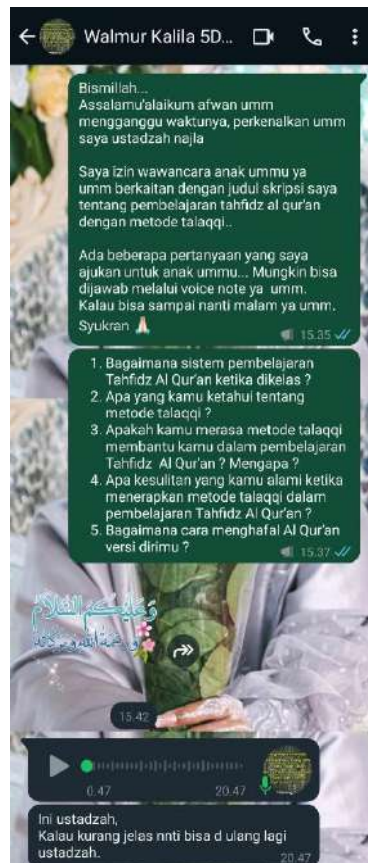 Walmur Kalila 5D...
Bismillah...
Assalamu'alaikum afwan umm
mengganggu waktunya, perkenalkan umm
saya ustadzah najla
Saya izin wawancara anak ummu ya
umm berkaitan dengan judul skripsi saya
tentang pembelajaran tahfidz al qur'an
dengan metode talaqqi..
Ada beberapa pertanyaan yang saya
ajukan untuk anak ummu... Mungkin bisa
dijawab melalui voice note ya umm.
Kalau bisa sampai nanti malam ya umm.
Syukran 🙏🏻
15.35
1. Bagaimana sistem pembelajaran
Tahfidz Al Qur'an ketika dikelas ?
2. Apa yang kamu ketahui tentang
metode talaqqi ?
3. Apakah kamu merasa metode talaqqi
membantu kamu dalam pembelajaran
Tahfidz Al Qur'an ? Mengapa ?
4. Apa kesulitan yang kamu alami ketika
menerapkan metode talaqqi dalam
pembelajaran Tahfidz Al Qur'an ?
5. Bagaimana cara menghafal Al Qur'an
versi dirimu ?
15.37
وَعَلَيْكُم السَّلَامُ
وَرَحْمَةُ اللهِ وَبَرَكَاتُهُ
15.42
0.47
20.47
Ini ustadzah,
Kalau kurang jelas nnti bisa d ulang lagi
ustadzah.
20.47